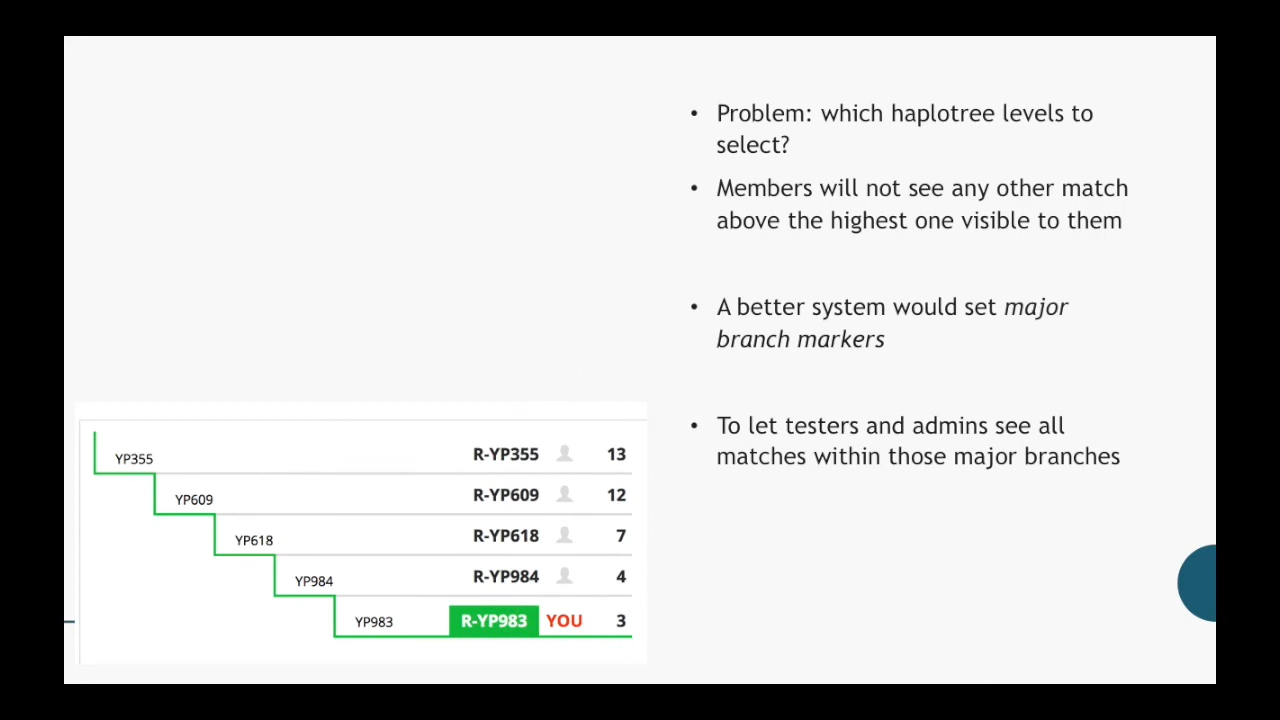 • Problem: which haplotree levels to
select?
• Members will not see any other match
above the highest one visible to them
• A better system would set major
branch markers
• To let testers and admins see all
matches within those major branches
YP355 R-YP355 13
YP609 R-YP609 12
YP618 R-YP618 7
YP984 R-YP984 4
YP983 R-YP983 YOU 3